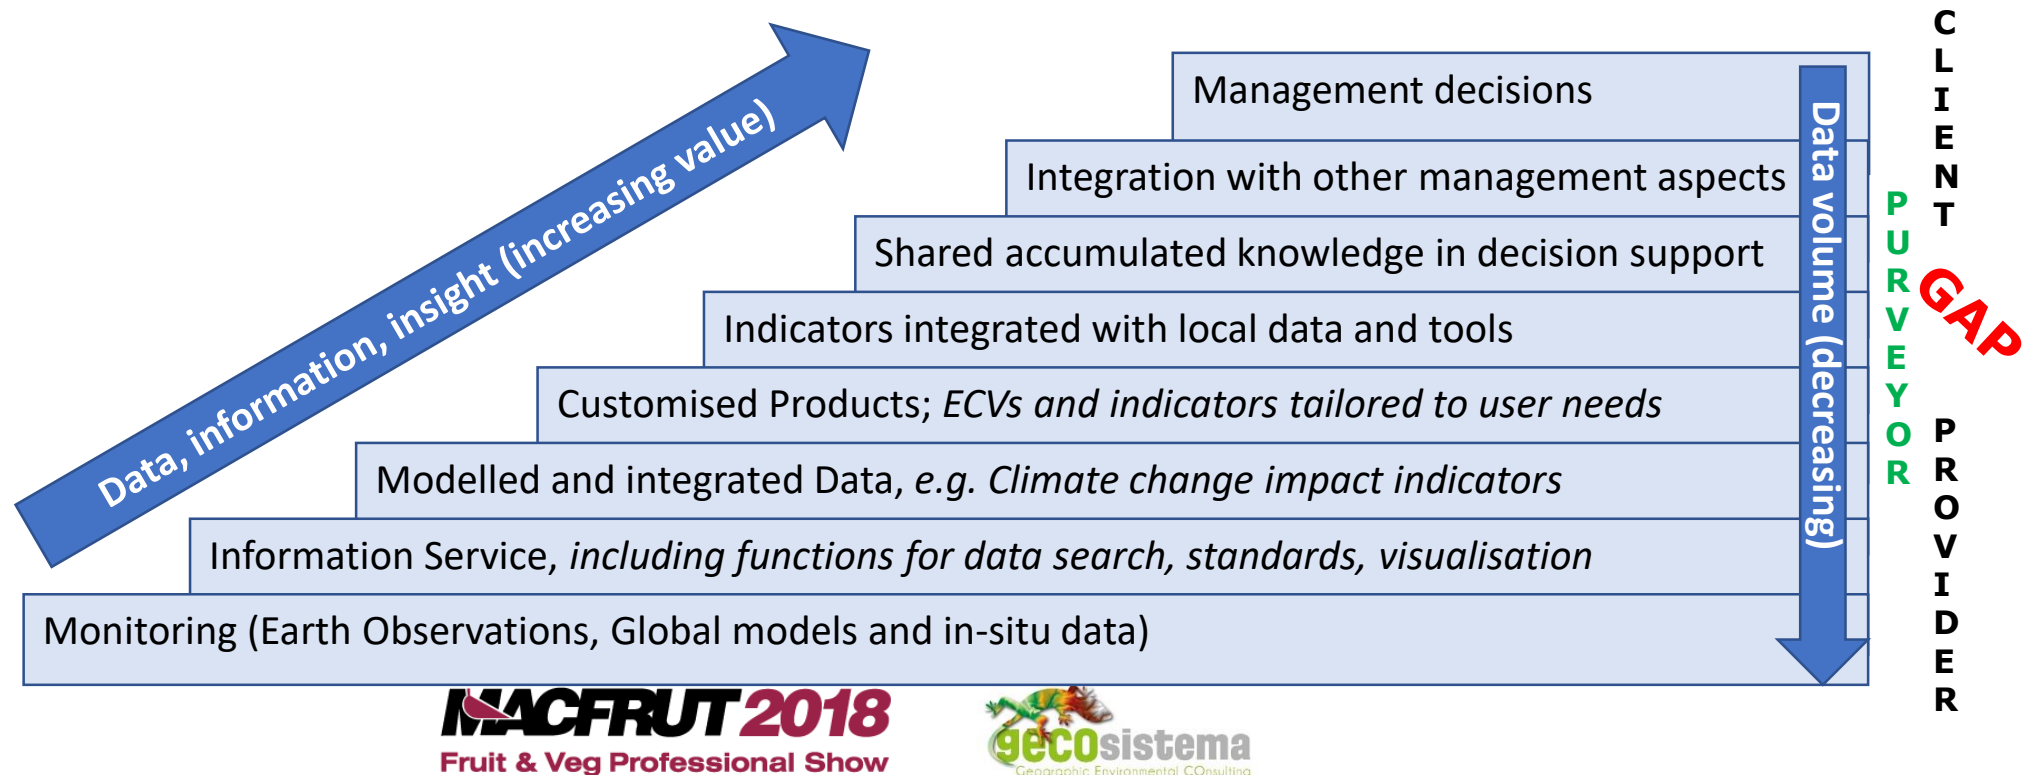 Data, information, insight (increasing value)
Management decisions
Integration with other management aspects
Shared accumulated knowledge in decision support
Indicators integrated with local data and tools
Customised Products; ECVs and indicators tailored to user needs
Modelled and integrated Data, e.g. Climate change impact indicators
Information Service, including functions for data search, standards, visualisation
Monitoring (Earth Observations, Global models and in-situ data)
Data volume (decreasing)
PURVEYOR
CLIENT
GAP
PROVIDER
MACFRUT 2018
Fruit & Veg Professional Show
gecosistema
Geographic Environmental COnsulting